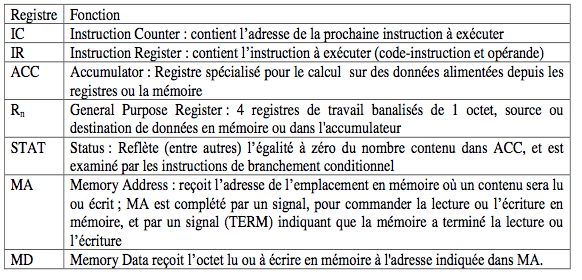 Registre Fonction
IC Instruction Counter : contient l'adresse de la prochaine instruction à exécuter
IR Instruction Register : contient l'instruction à exécuter (code-instruction et opérande)
ACC Accumulator : Registre spécialisé pour le calcul sur des données alimentées depuis les
registres ou la mémoire
Rn General Purpose Register : 4 registres de travail banalisés de 1 octet, source ou
destination de données en mémoire ou dans l'accumulateur
STAT Status : Reflète (entre autres) l'égalité à zéro du nombre contenu dans ACC, et est
examiné par les instructions de branchement conditionnel
MA Memory Address : reçoit l'adresse de l'emplacement en mémoire où un contenu sera lu
ou écrit ; MA est complété par un signal, pour commander la lecture ou l'écriture en
mémoire, et par un signal (TERM) indiquant que la mémoire a terminé la lecture ou
l'écriture
MD Memory Data reçoit l'octet lu ou à écrire en mémoire à l'adresse indiquée dans MA.